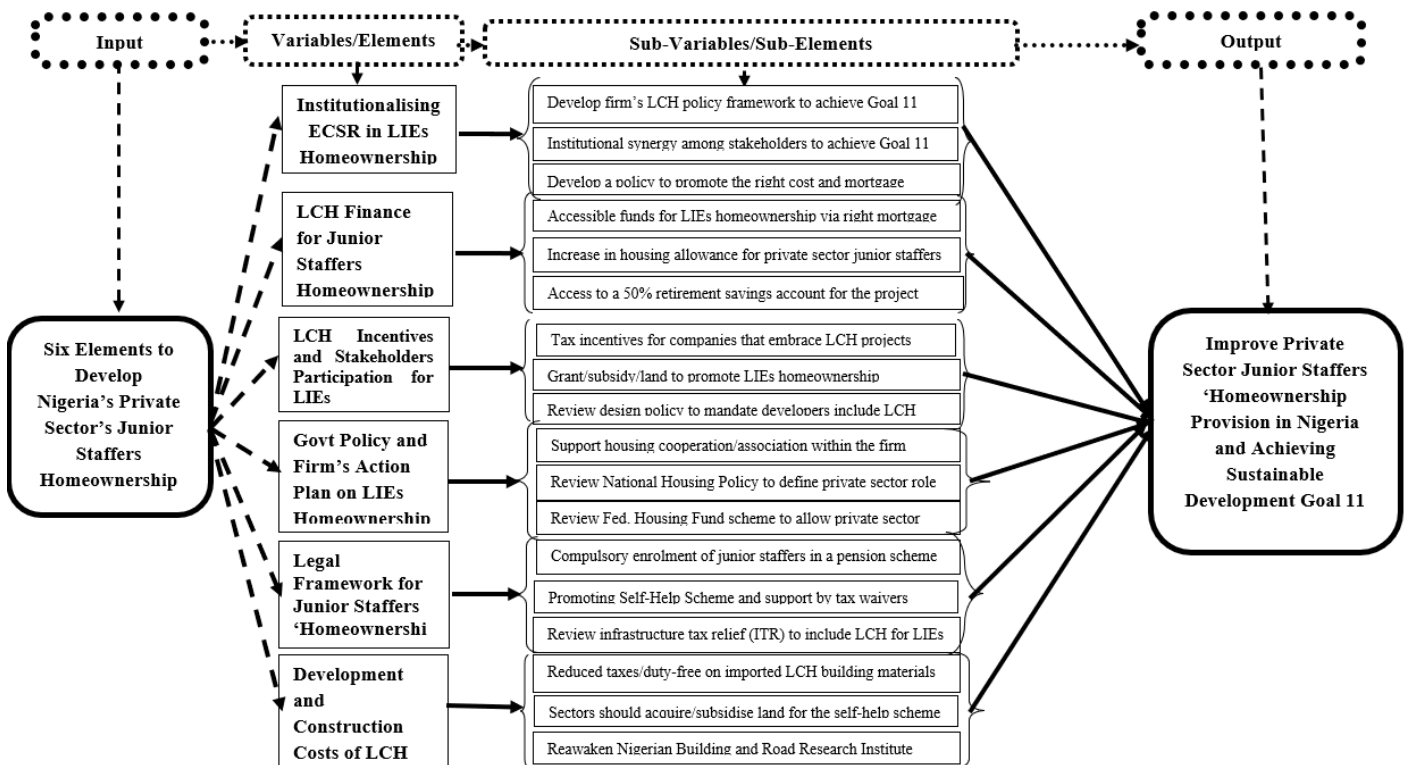 Input
Variables/Elements
Sub-Variables/Sub-Elements
Output
Six Elements to
Develop
Nigeria’s Private
Sector’s Junior
Staffers
Homeownership
Institutionalising
ECSR in LIEs
Homeownership
Develop firm’s LCH policy framework to achieve Goal 11
Institutional synergy among stakeholders to achieve Goal 11
Develop a policy to promote the right cost and mortgage
LCH Finance
for Junior
Staffers
Homeownership
Accessible funds for LIEs homeownership via right mortgage
Increase in housing allowance for private sector junior staffers
Access to a 50% retirement savings account for the project
LCH Incentives
and Stakeholders
Participation for
LIEs
Tax incentives for companies that embrace LCH projects
Grant/subsidy/land to promote LIEs homeownership
Review design policy to mandate developers include LCH
Govt Policy and
Firm’s Action
Plan on LIEs
Homeownership
Support housing cooperation/association within the firm
Review National Housing Policy to define private sector role
Review Fed. Housing Fund scheme to allow private sector
Legal
Framework for
Junior Staffers
‘Homeownershi
Compulsory enrolment of junior staffers in a pension scheme
Promoting Self-Help Scheme and support by tax waivers
Review infrastructure tax relief (ITR) to include LCH for LIEs
Development
and
Construction
Costs of LCH
Reduced taxes/duty-free on imported LCH building materials
Sectors should acquire/subsidise land for the self-help scheme
Reawaken Nigerian Building and Road Research Institute
Improve Private
Sector Junior Staffers
‘Homeownership
Provision in Nigeria
and Achieving
Sustainable
Development Goal 11